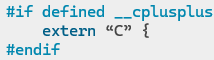 #if defined __cplusplus
    extern “C” {
#endif